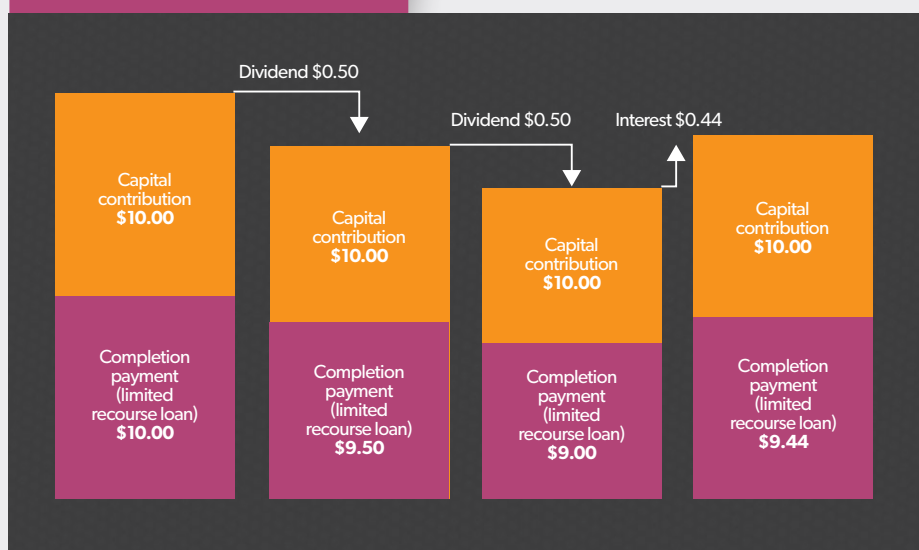 Dividend $0.50
Dividend $0.50
Interest $0.44
Capital
contribution
$10.00
Completion
payment
(limited
recourse loan)
$10.00
Capital
contribution
$10.00
Completion
payment
(limited
recourse loan)
$9.50
Capital
contribution
$10.00
Completion
payment
(limited
recourse loan)
$9.00
Capital
contribution
$10.00
Completion
payment
(limited
recourse loan)
$9.44